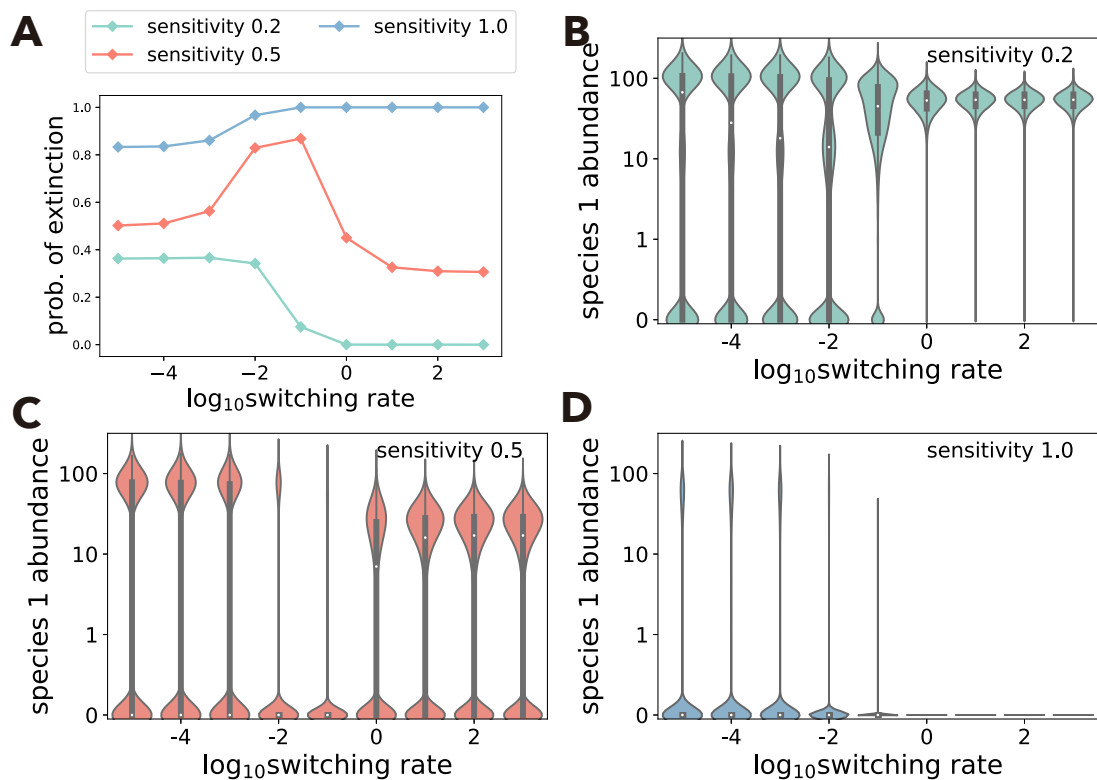 A
sensitivity 0.2
sensitivity 0.5
sensitivity 1.0
prob. of extinction
1.0
0.8
0.6
0.4
0.2
0.0
−4
−2
0
2
log₁₀switching rate
B
sensitivity 0.2
species 1 abundance
100
10
1
0
-4
-2
0
2
log₁₀switching rate
C
sensitivity 0.5
species 1 abundance
100
10
1
0
-4
-2
0
2
log₁₀switching rate
D
sensitivity 1.0
species 1 abundance
100
10
1
0
-4
-2
0
2
log₁₀switching rate